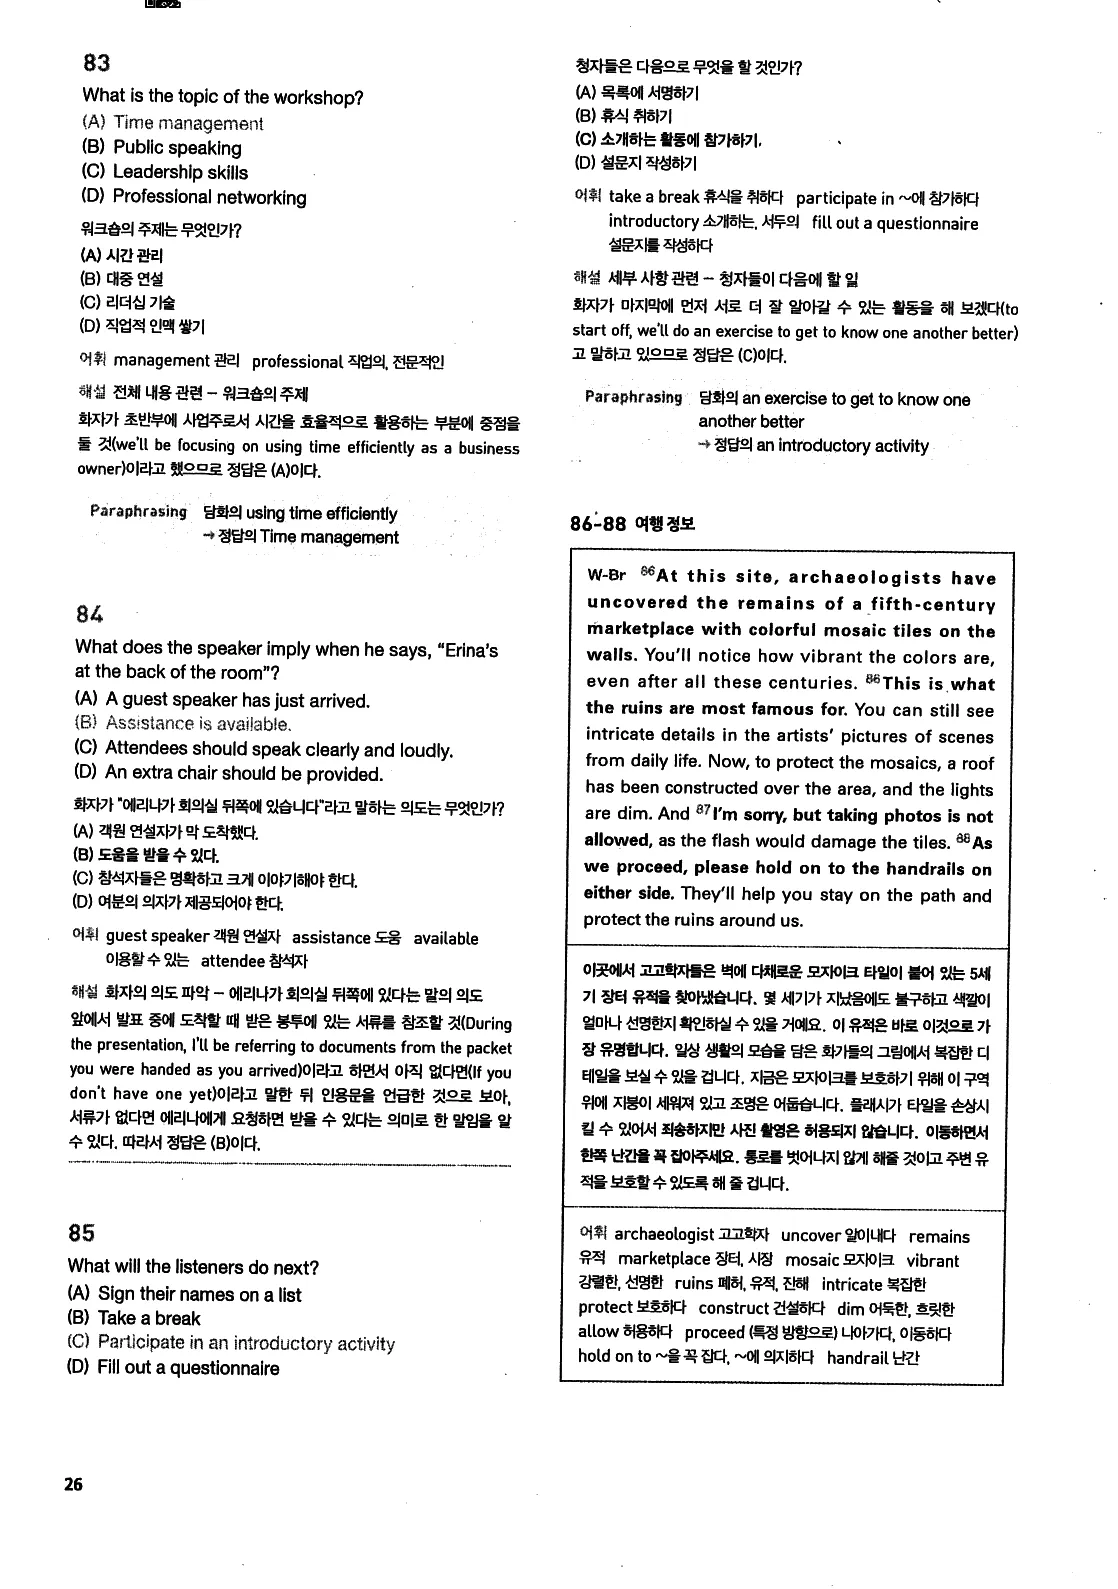 83
What is the topic of the workshop?
(A) Time management
(B) Public speaking
(C) Leadership skills
(D) Professional networking
워크숍의 주제는 무엇인가?
(A) 시간 관리
(B) 대중 연설
(C) 리더십 기술
(D) 직업적 인맥 쌓기
어휘 management 관리 professional 직업의, 전문적인
해설 전체 내용 관련 – 워크숍의 주제
화자가 초반부에 사업주로서 시간을 효율적으로 활용하는 부분에 중점을
둘 것(we'll be focusing on using time efficiently as a business
owner)이라고 했으므로 정답은 (A)이다.
Paraphrasing 담화의 using time efficiently
→ 정답의 Time management
84
What does the speaker imply when he says, "Erina's
at the back of the room"?
(A) A guest speaker has just arrived.
(B) Assistance is available.
(C) Attendees should speak clearly and loudly.
(D) An extra chair should be provided.
화자가 "에리나가 회의실 뒤쪽에 있습니다"라고 말하는 의도는 무엇인가?
(A) 객원 연설자가 막 도착했다.
(B) 도움을 받을 수 있다.
(C) 참석자들은 명확하고 크게 이야기해야 한다.
(D) 여분의 의자가 제공되어야 한다.
어휘 guest speaker 객원 연설자 assistance 도움 available
이용할 수 있는 attendee 참석자
해설 화자의 의도 파악 – 에리나가 회의실 뒤쪽에 있다는 말의 의도
앞에서 발표 중에 도착할 때 받은 봉투에 있는 서류를 참조할 것(During
the presentation, I'll be referring to documents from the packet
you were handed as you arrived)이라고 하면서 아직 없다면(If you
don't have one yet)이라고 말한 뒤 인용문을 언급한 것으로 보아,
서류가 없다면 에리나에게 요청하면 받을 수 있다는 의미로 한 말임을 알
수 있다. 따라서 정답은 (B)이다.
85
What will the listeners do next?
(A) Sign their names on a list
(B) Take a break
(C) Participate in an introductory activity
(D) Fill out a questionnaire
26
청자들은 다음으로 무엇을 할 것인가?
(A) 목록에 서명하기
(B) 휴식 취하기
(C) 소개하는 활동에 참가하기.
(D) 설문지 작성하기
어휘 take a break 휴식을 취하다 participate in ~에 참가하다
introductory 소개하는, 서두의 fill out a questionnaire
설문지를 작성하다
해설 세부 사항 관련 – 청자들이 다음에 할 일
화자가 마지막에 먼저 서로 더 잘 알아갈 수 있는 활동을 해 보겠다(to
start off, we'll do an exercise to get to know one another better)
고 말하고 있으므로 정답은 (C)이다.
Paraphrasing 담화의 an exercise to get to know one
another better
→ 정답의 an introductory activity
86-88 여행 정보
W-Br 86At this site, archaeologists have
uncovered the remains of a fifth-century
marketplace with colorful mosaic tiles on the
walls. You'll notice how vibrant the colors are,
even after all these centuries. 86This is what
the ruins are most famous for. You can still see
intricate details in the artists' pictures of scenes
from daily life. Now, to protect the mosaics, a roof
has been constructed over the area, and the lights
are dim. And 87I'm sorry, but taking photos is not
allowed, as the flash would damage the tiles. 88As
we proceed, please hold on to the handrails on
either side. They'll help you stay on the path and
protect the ruins around us.
이곳에서 고고학자들은 벽에 다채로운 모자이크 타일이 붙어 있는 5세
기 장터 유적을 찾아냈습니다. 몇 세기가 지났음에도 불구하고 색깔이
얼마나 선명한지 확인하실 수 있을 거예요. 이 유적은 바로 이것으로 가
장 유명합니다. 일상 생활의 모습을 담은 화가들의 그림에서 복잡한 디
테일을 보실 수 있을 겁니다. 지금은 모자이크를 보호하기 위해 이 구역
위에 지붕이 세워져 있고 조명은 어둡습니다. 플래시가 타일을 손상시
킬 수 있어서 죄송하지만 사진 촬영은 허용되지 않습니다. 이동하면서
한쪽 난간을 꼭 잡아주세요. 통로를 벗어나지 않게 해줄 것이고 주변 유
적을 보호할 수 있도록 해 줄 겁니다.
어휘 archaeologist 고고학자 uncover 알아내다 remains
유적 marketplace 장터, 시장 mosaic 모자이크 vibrant
강렬한, 선명한 ruins 폐허, 유적, 잔해 intricate 복잡한
protect 보호하다 construct 건설하다 dim 어둑한, 흐릿한
allow 허용하다 proceed (특정 방향으로) 나아가다, 이동하다
hold on to ~을 꼭 잡다, ~에 의지하다 handrail 난간